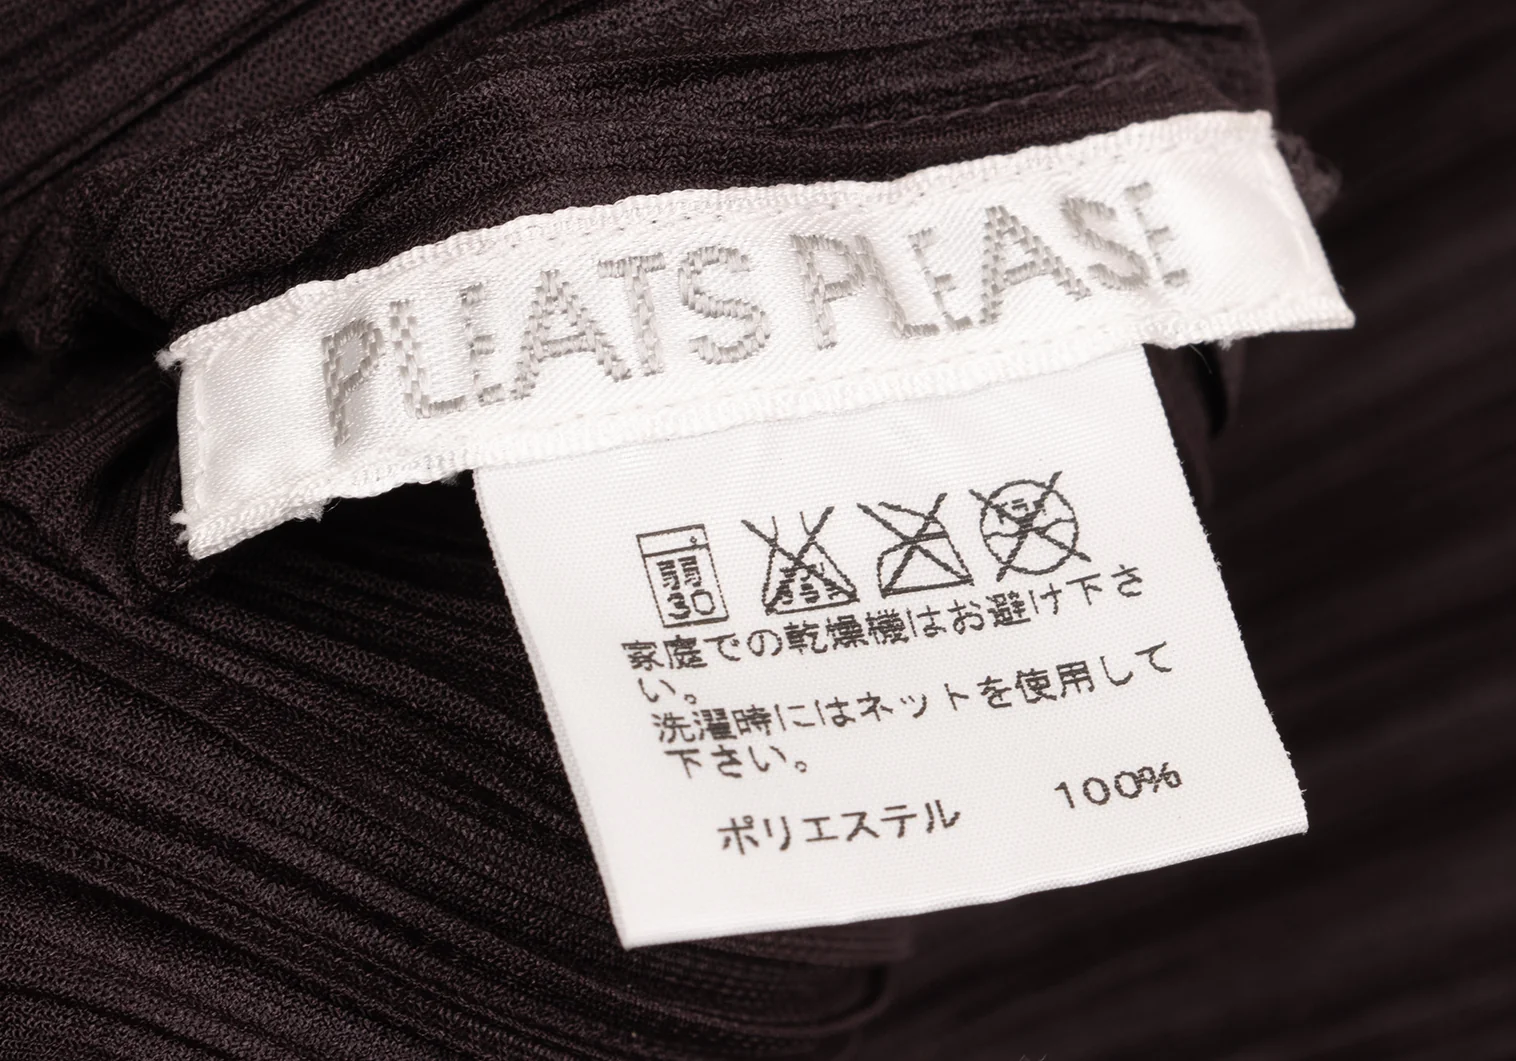 PLEATS PLEASE
家庭での乾燥機はお避け下さ
い。
洗濯時にはネットを使用して
下さい。
ポリエステル 100%